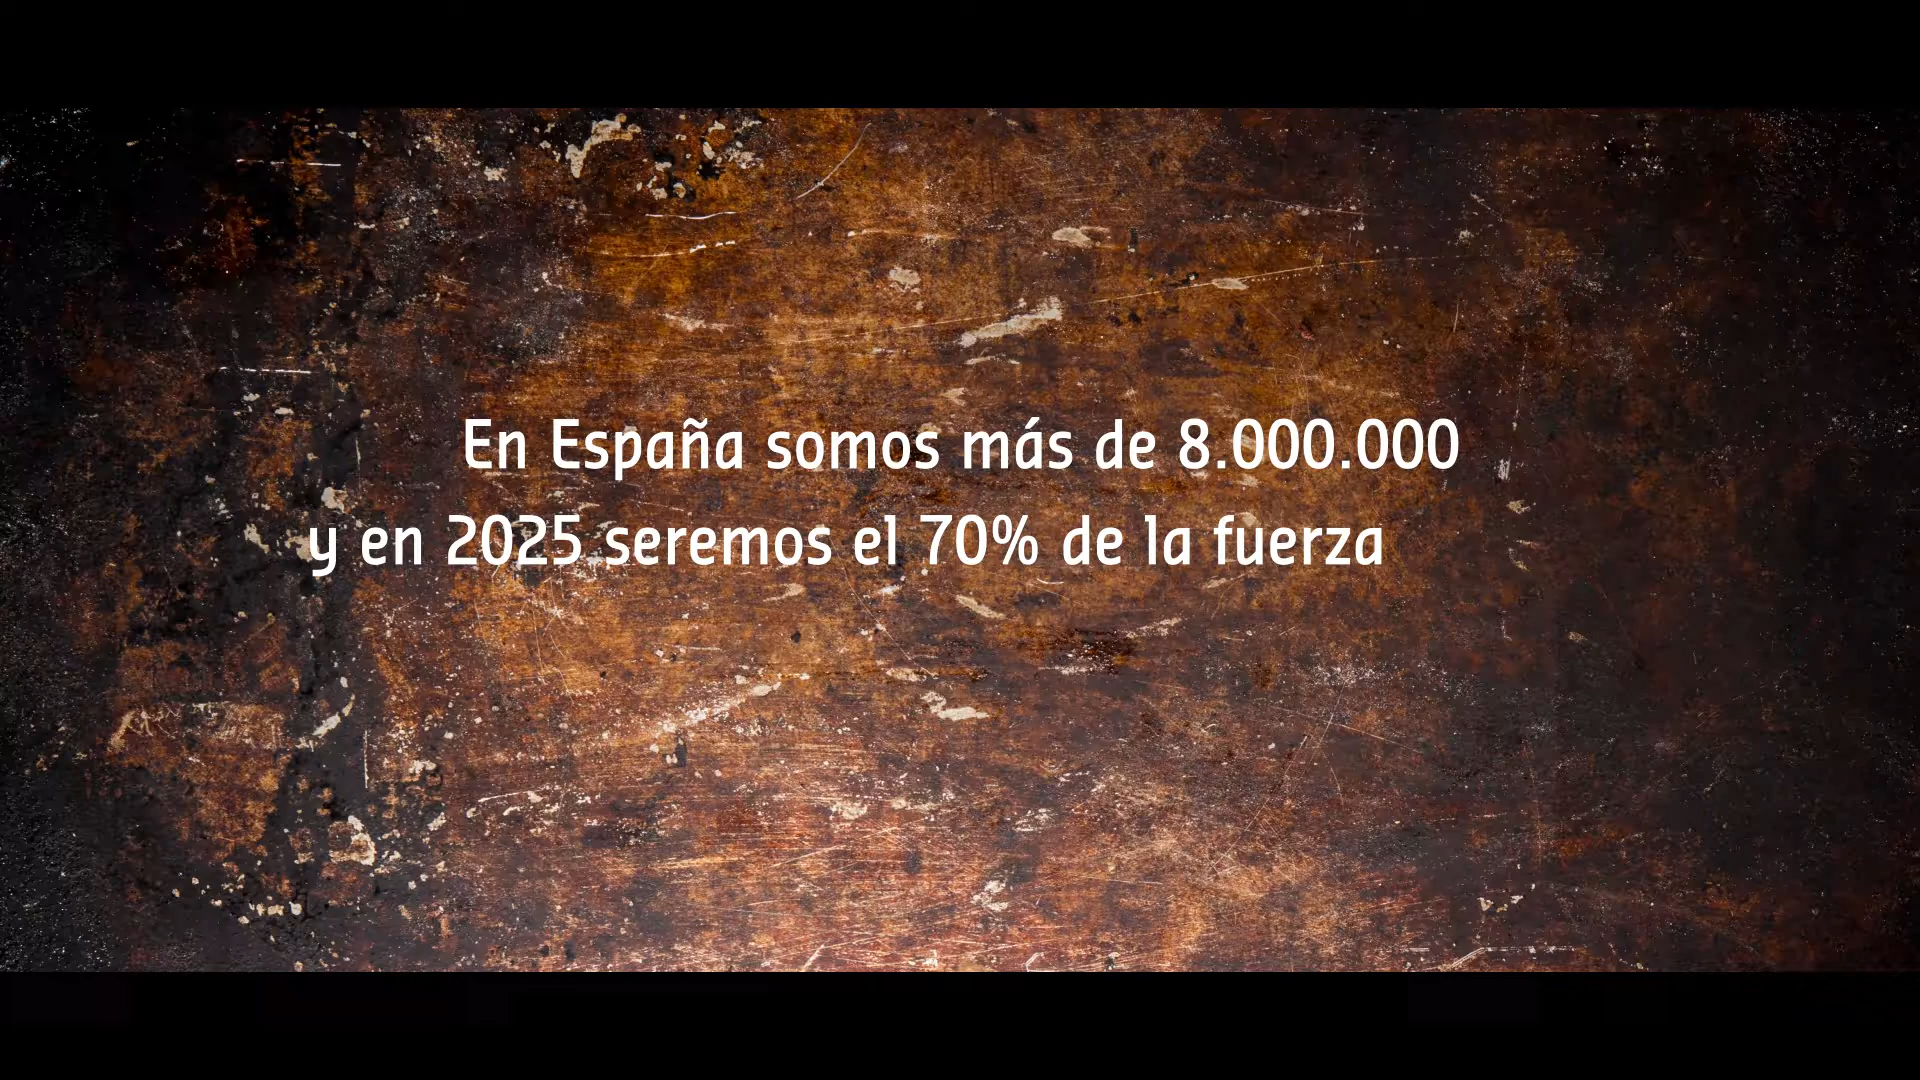 En España somos más de 8.000.000
y en 2025 seremos el 70% de la fuerza